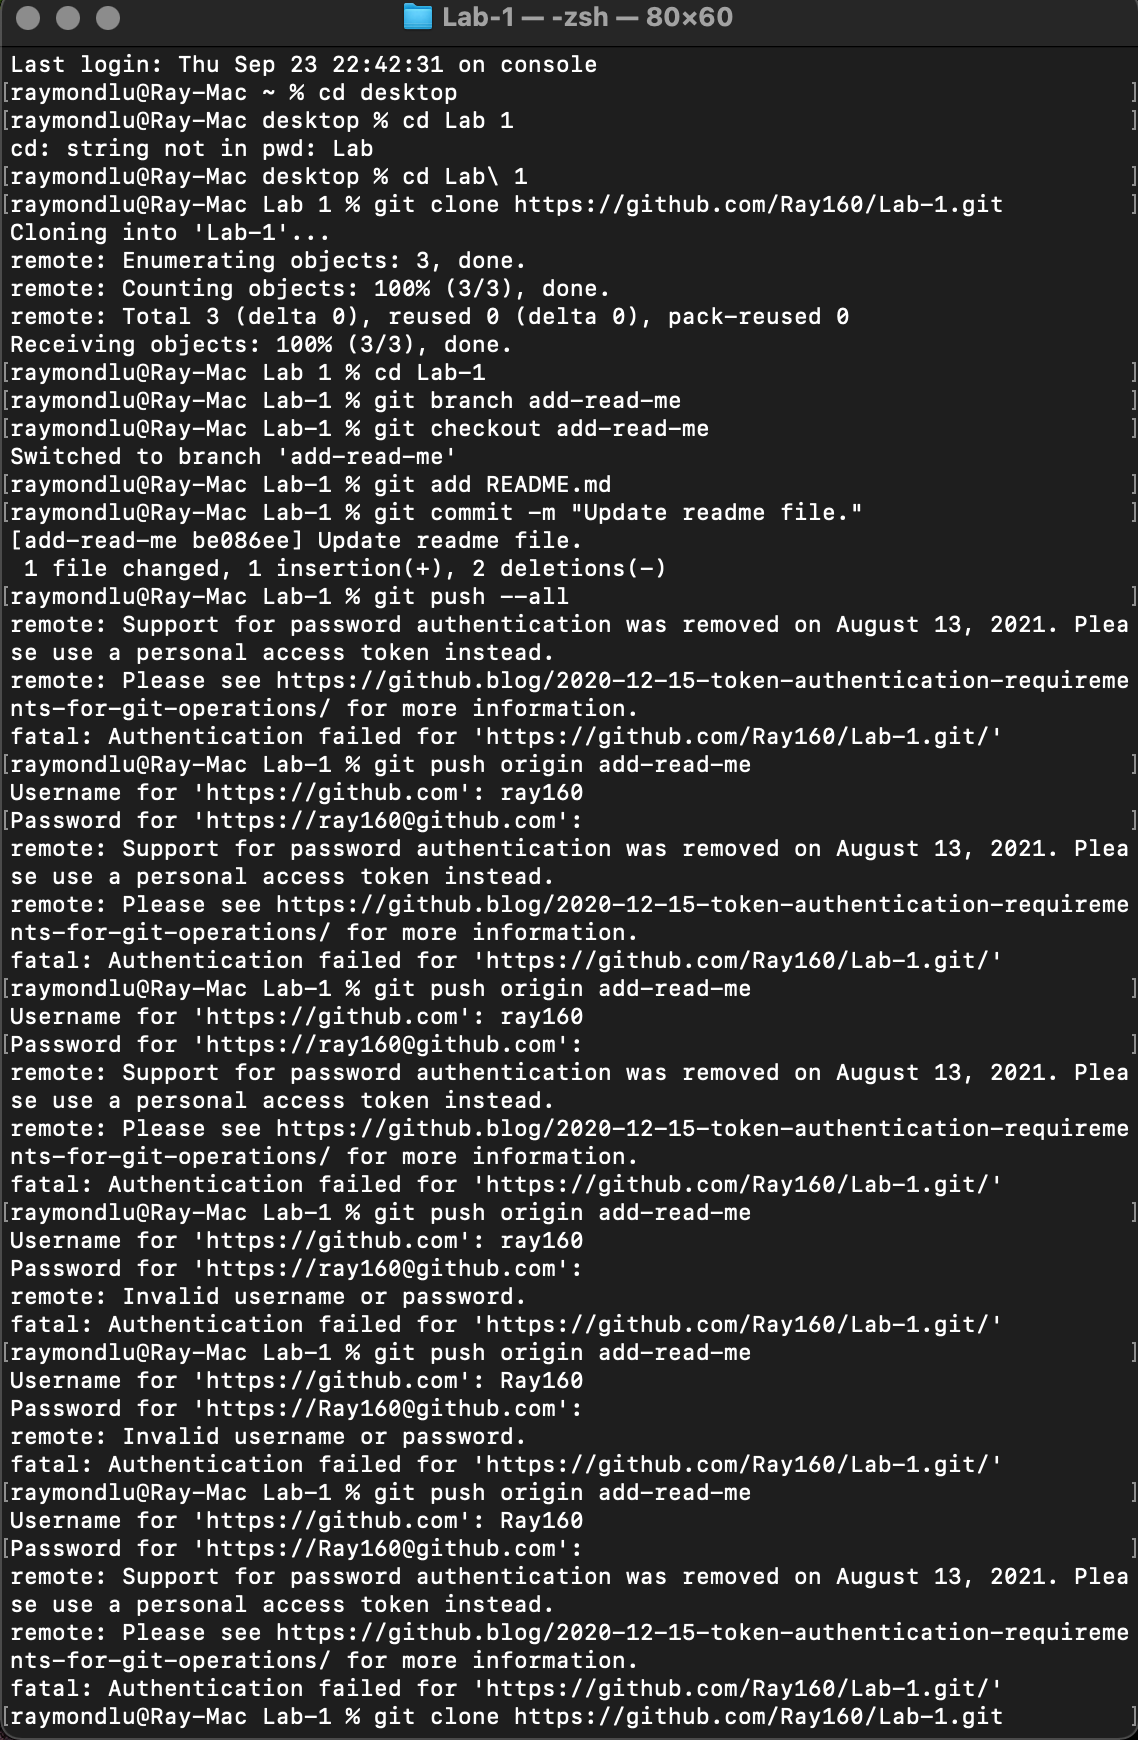 Lab-1 — -zsh — 80×60
Last login: Thu Sep 23 22:42:31 on console
[raymondlu@Ray-Mac ~ % cd desktop ]
[raymondlu@Ray-Mac desktop % cd Lab 1 ]
cd: string not in pwd: Lab
[raymondlu@Ray-Mac desktop % cd Lab\ 1 ]
[raymondlu@Ray-Mac Lab 1 % git clone https://github.com/Ray160/Lab-1.git ]
Cloning into 'Lab-1'...
remote: Enumerating objects: 3, done.
remote: Counting objects: 100% (3/3), done.
remote: Total 3 (delta 0), reused 0 (delta 0), pack-reused 0
Receiving objects: 100% (3/3), done.
[raymondlu@Ray-Mac Lab 1 % cd Lab-1 ]
[raymondlu@Ray-Mac Lab-1 % git branch add-read-me ]
[raymondlu@Ray-Mac Lab-1 % git checkout add-read-me ]
Switched to branch 'add-read-me'
[raymondlu@Ray-Mac Lab-1 % git add README.md ]
[raymondlu@Ray-Mac Lab-1 % git commit -m "Update readme file." ]
[add-read-me be086ee] Update readme file.
 1 file changed, 1 insertion(+), 2 deletions(-)
[raymondlu@Ray-Mac Lab-1 % git push --all ]
remote: Support for password authentication was removed on August 13, 2021. Plea
se use a personal access token instead.
remote: Please see https://github.blog/2020-12-15-token-authentication-requireme
nts-for-git-operations/ for more information.
fatal: Authentication failed for 'https://github.com/Ray160/Lab-1.git/'
[raymondlu@Ray-Mac Lab-1 % git push origin add-read-me ]
Username for 'https://github.com': ray160
[Password for 'https://ray160@github.com': ]
remote: Support for password authentication was removed on August 13, 2021. Plea
se use a personal access token instead.
remote: Please see https://github.blog/2020-12-15-token-authentication-requireme
nts-for-git-operations/ for more information.
fatal: Authentication failed for 'https://github.com/Ray160/Lab-1.git/'
[raymondlu@Ray-Mac Lab-1 % git push origin add-read-me ]
Username for 'https://github.com': ray160
[Password for 'https://ray160@github.com': ]
remote: Support for password authentication was removed on August 13, 2021. Plea
se use a personal access token instead.
remote: Please see https://github.blog/2020-12-15-token-authentication-requireme
nts-for-git-operations/ for more information.
fatal: Authentication failed for 'https://github.com/Ray160/Lab-1.git/'
[raymondlu@Ray-Mac Lab-1 % git push origin add-read-me ]
Username for 'https://github.com': ray160
Password for 'https://ray160@github.com':
remote: Invalid username or password.
fatal: Authentication failed for 'https://github.com/Ray160/Lab-1.git/'
[raymondlu@Ray-Mac Lab-1 % git push origin add-read-me ]
Username for 'https://github.com': Ray160
Password for 'https://Ray160@github.com':
remote: Invalid username or password.
fatal: Authentication failed for 'https://github.com/Ray160/Lab-1.git/'
[raymondlu@Ray-Mac Lab-1 % git push origin add-read-me ]
Username for 'https://github.com': Ray160
[Password for 'https://Ray160@github.com': ]
remote: Support for password authentication was removed on August 13, 2021. Plea
se use a personal access token instead.
remote: Please see https://github.blog/2020-12-15-token-authentication-requireme
nts-for-git-operations/ for more information.
fatal: Authentication failed for 'https://github.com/Ray160/Lab-1.git/'
[raymondlu@Ray-Mac Lab-1 % git clone https://github.com/Ray160/Lab-1.git ]